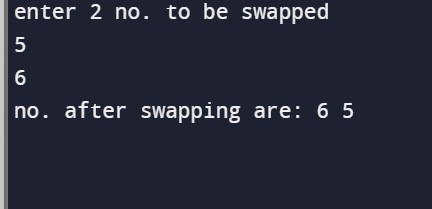 enter 2 no. to be swapped
5
6
no. after swapping are: 6 5